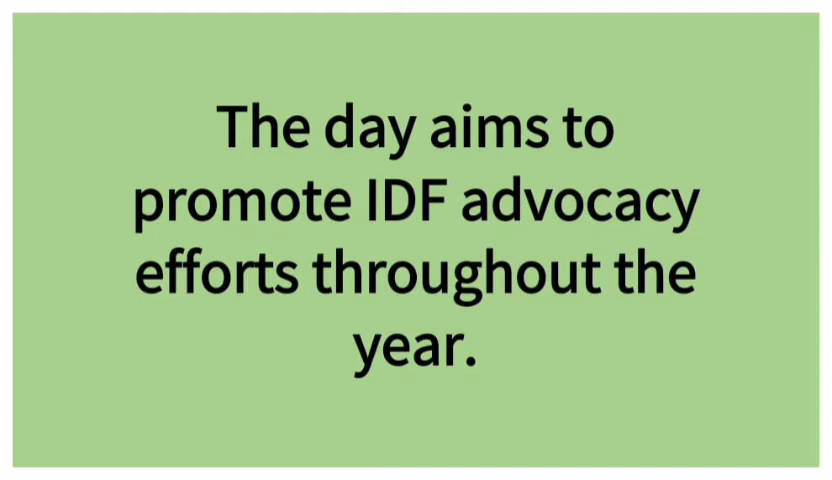 The day aims to
promote IDF advocacy
efforts throughout the
year.